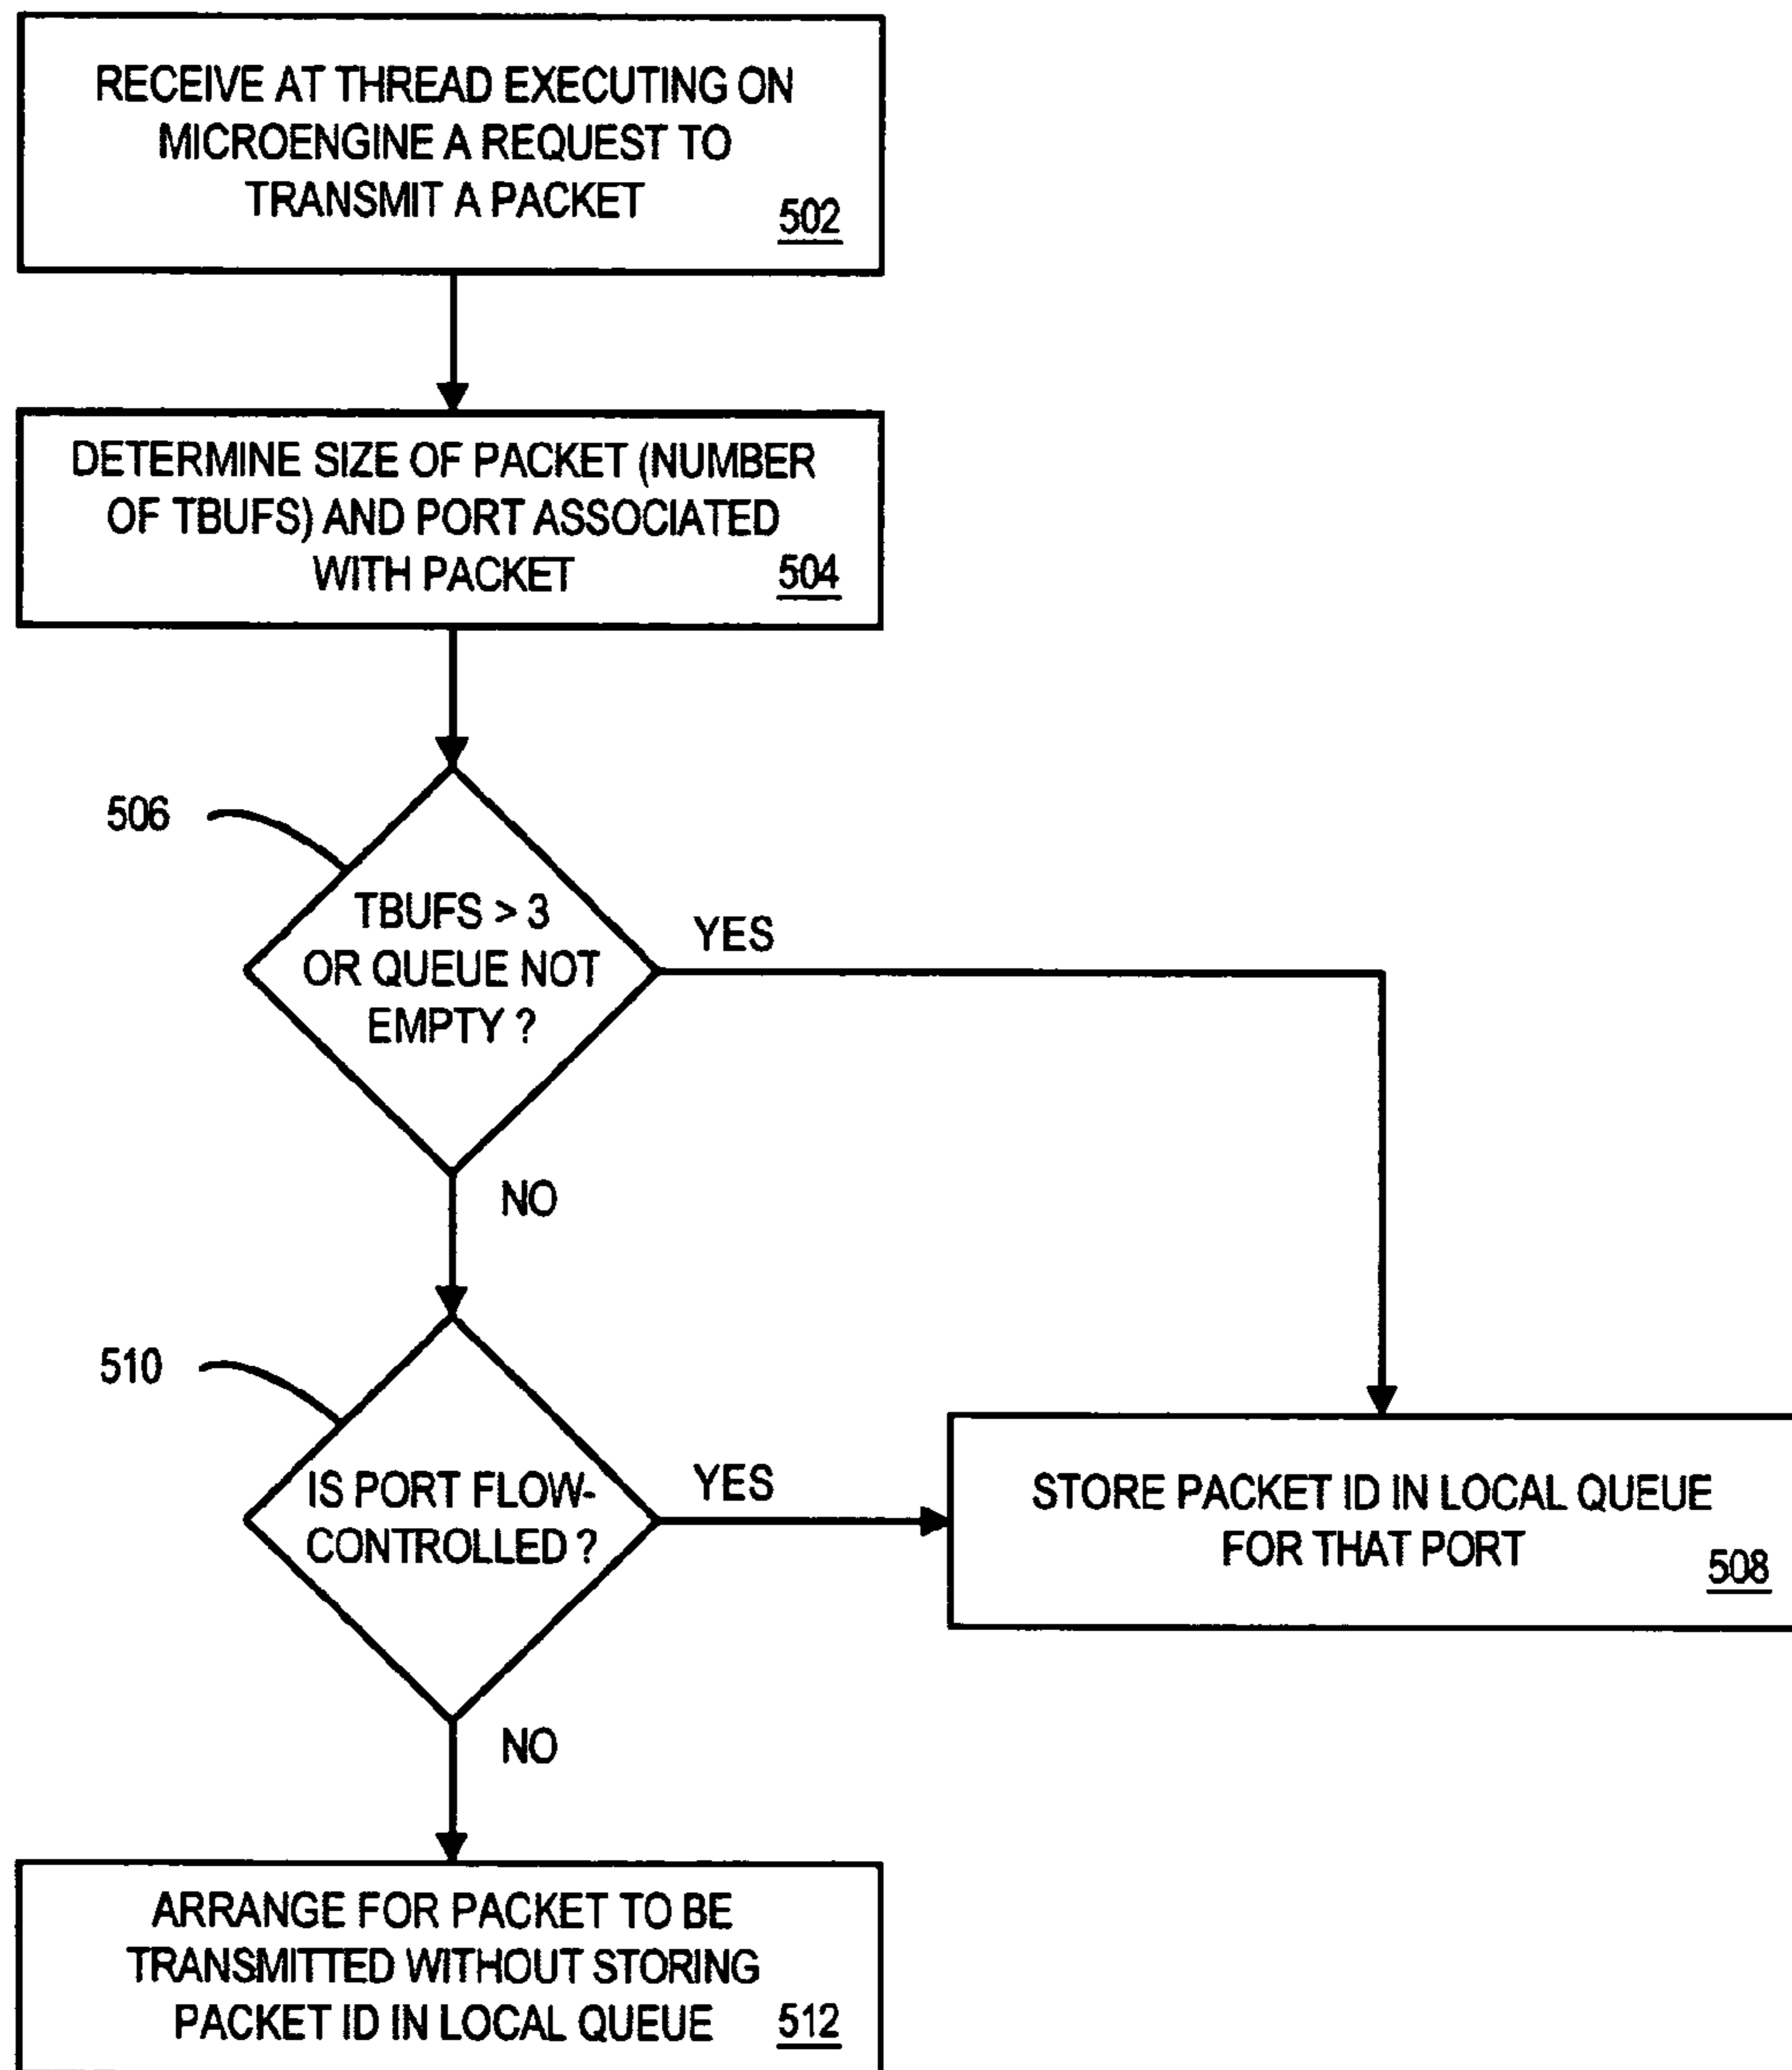 RECEIVE AT THREAD EXECUTING ON
MICROENGINE A REQUEST TO
TRANSMIT A PACKET
502
DETERMINE SIZE OF PACKET (NUMBER
OF TBUFS) AND PORT ASSOCIATED
WITH PACKET
504
506
TBUFS > 3
OR QUEUE NOT
EMPTY ?
YES
NO
510
IS PORT FLOW-
CONTROLLED ?
YES
NO
STORE PACKET ID IN LOCAL QUEUE
FOR THAT PORT
508
ARRANGE FOR PACKET TO BE
TRANSMITTED WITHOUT STORING
PACKET ID IN LOCAL QUEUE
512